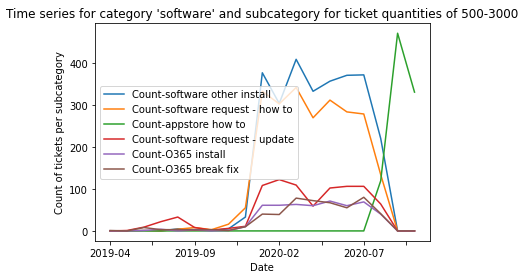 Time series for category 'software' and subcategory for ticket quantities of 500-3000
Count of tickets per subcategory
400
300
200
100
0
Count-software other install
Count-software request - how to
Count-appstore how to
Count-software request - update
Count-O365 install
Count-O365 break fix
2019-04
2019-09
2020-02
2020-07
Date